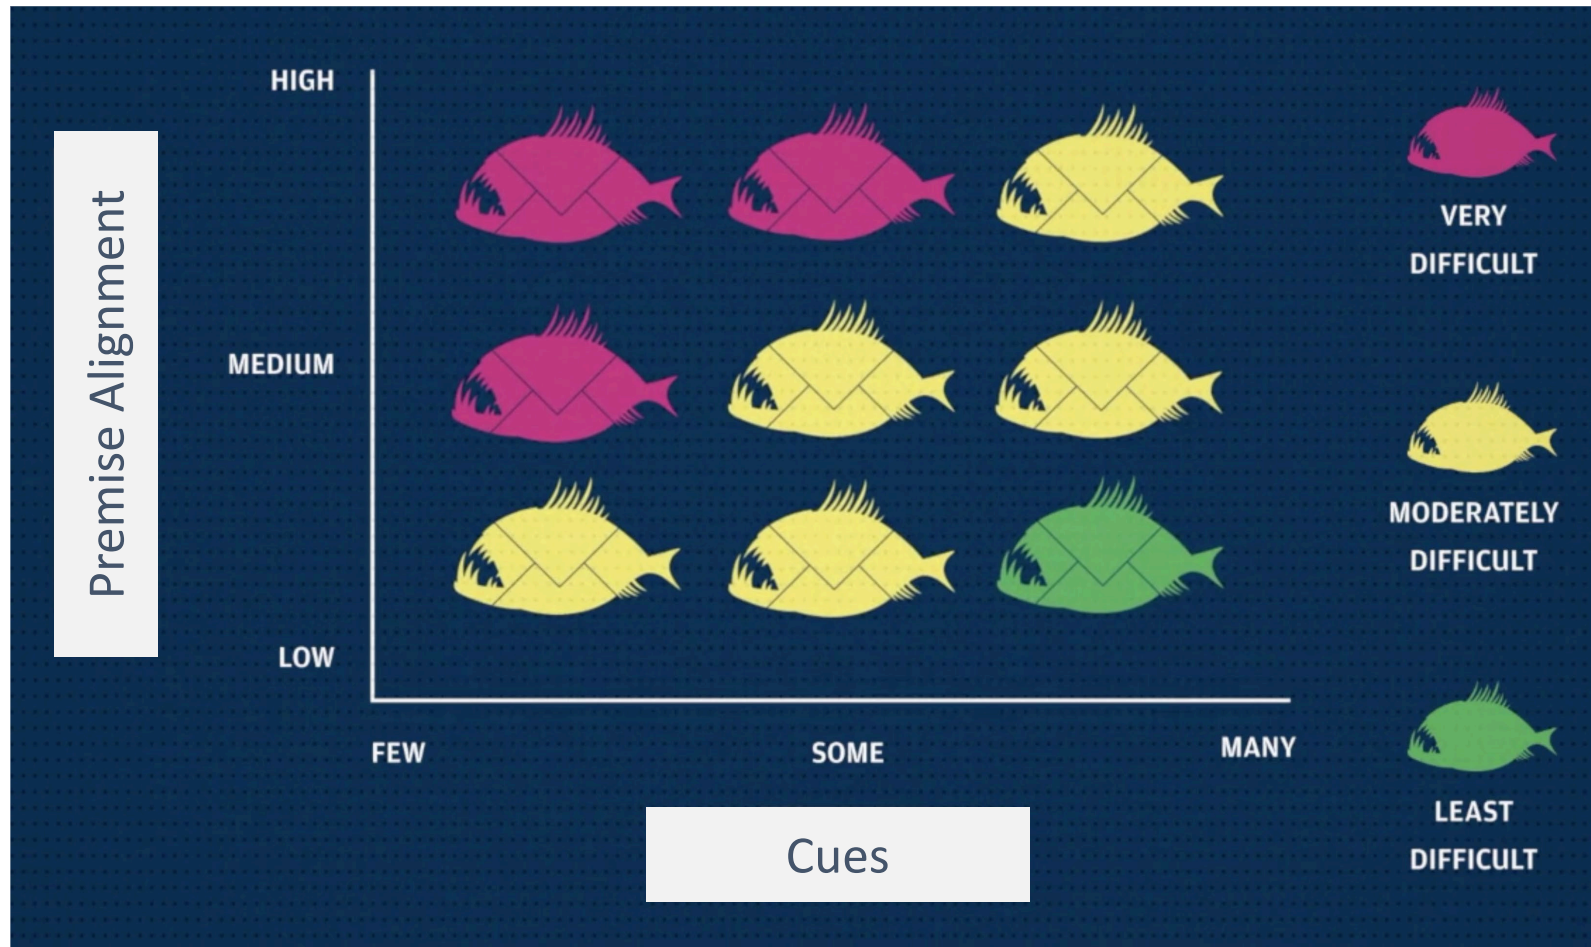 HIGH
MEDIUM
LOW
Premise Alignment
FEW
SOME
MANY
Cues
VERY
DIFFICULT
MODERATELY
DIFFICULT
LEAST
DIFFICULT